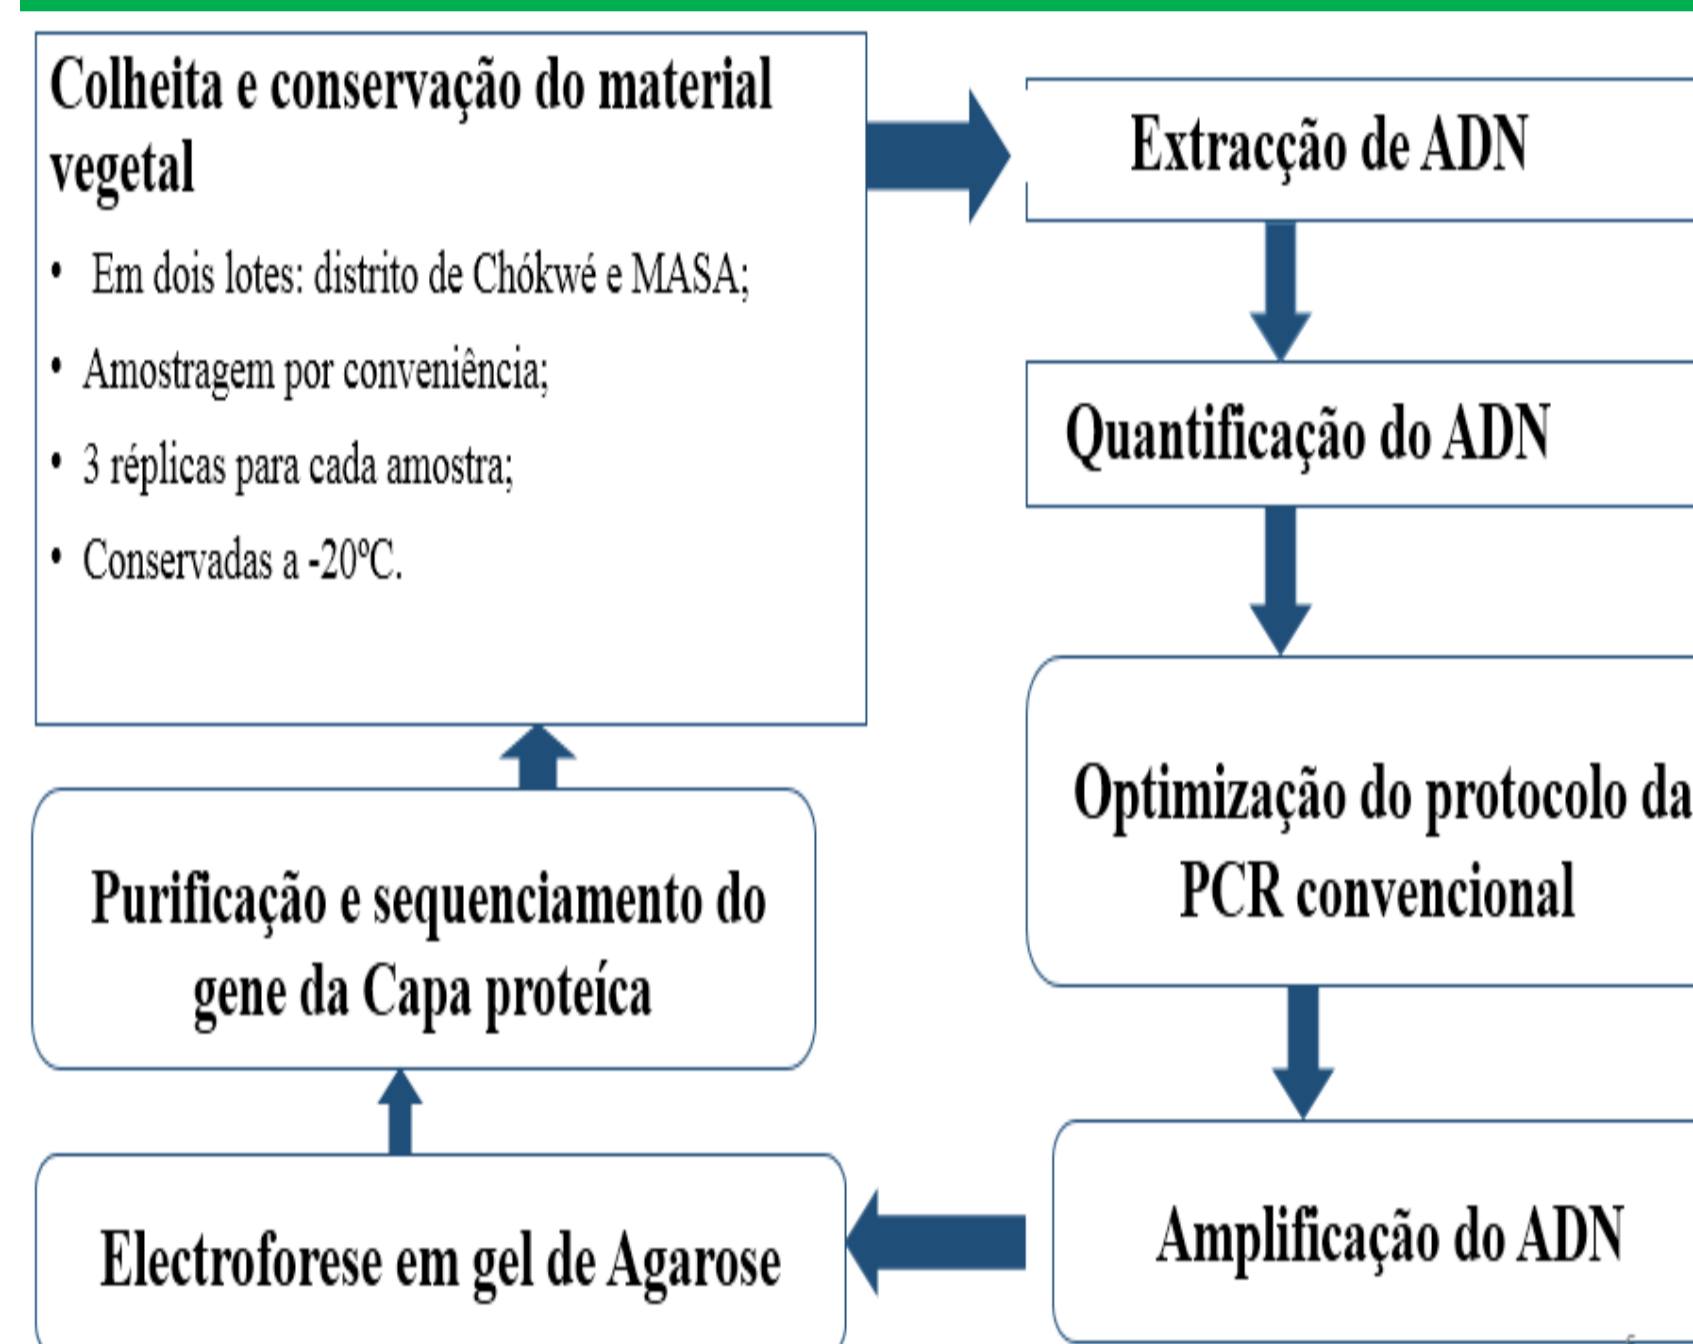 Colheita e conservação do material
vegetal
• Em dois lotes: distrito de Chókwé e MASA;
• Amostragem por conveniência;
• 3 réplicas para cada amostra;
• Conservadas a -20ºC.
Extracção de ADN
Quantificação do ADN
Optimização do protocolo da
PCR convencional
Amplificação do ADN
Electroforese em gel de Agarose
Purificação e sequenciamento do
gene da Capa proteíca